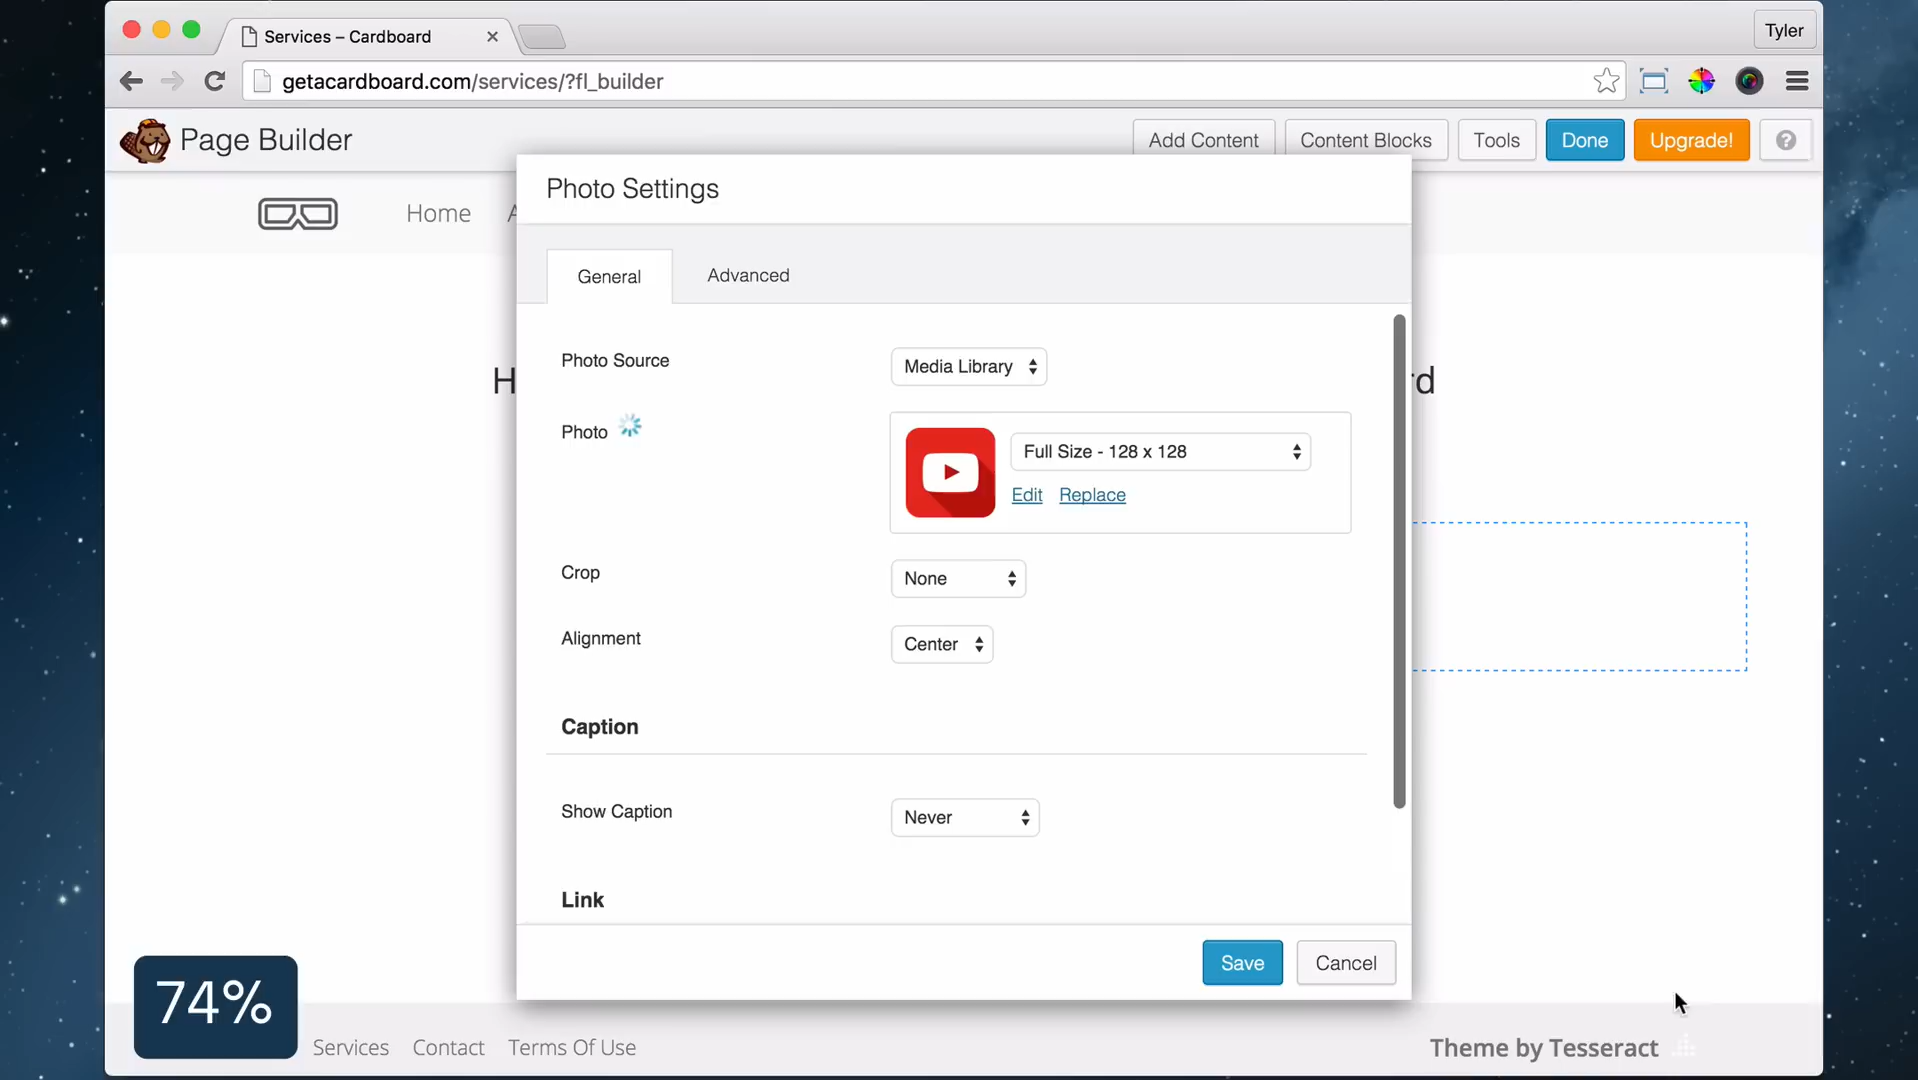 Services – Cardboard
Tyler
getacardboard.com/services/?fl_builder
Page Builder
Add Content
Content Blocks
Tools
Done
Upgrade!
?
Photo Settings
Home
General
Advanced
Photo Source
Media Library
Photo
Full Size - 128 x 128
Edit
Replace
Crop
None
Alignment
Center
Caption
Show Caption
Never
Link
Save
Cancel
74%
Services
Contact
Terms Of Use
Theme by Tesseract